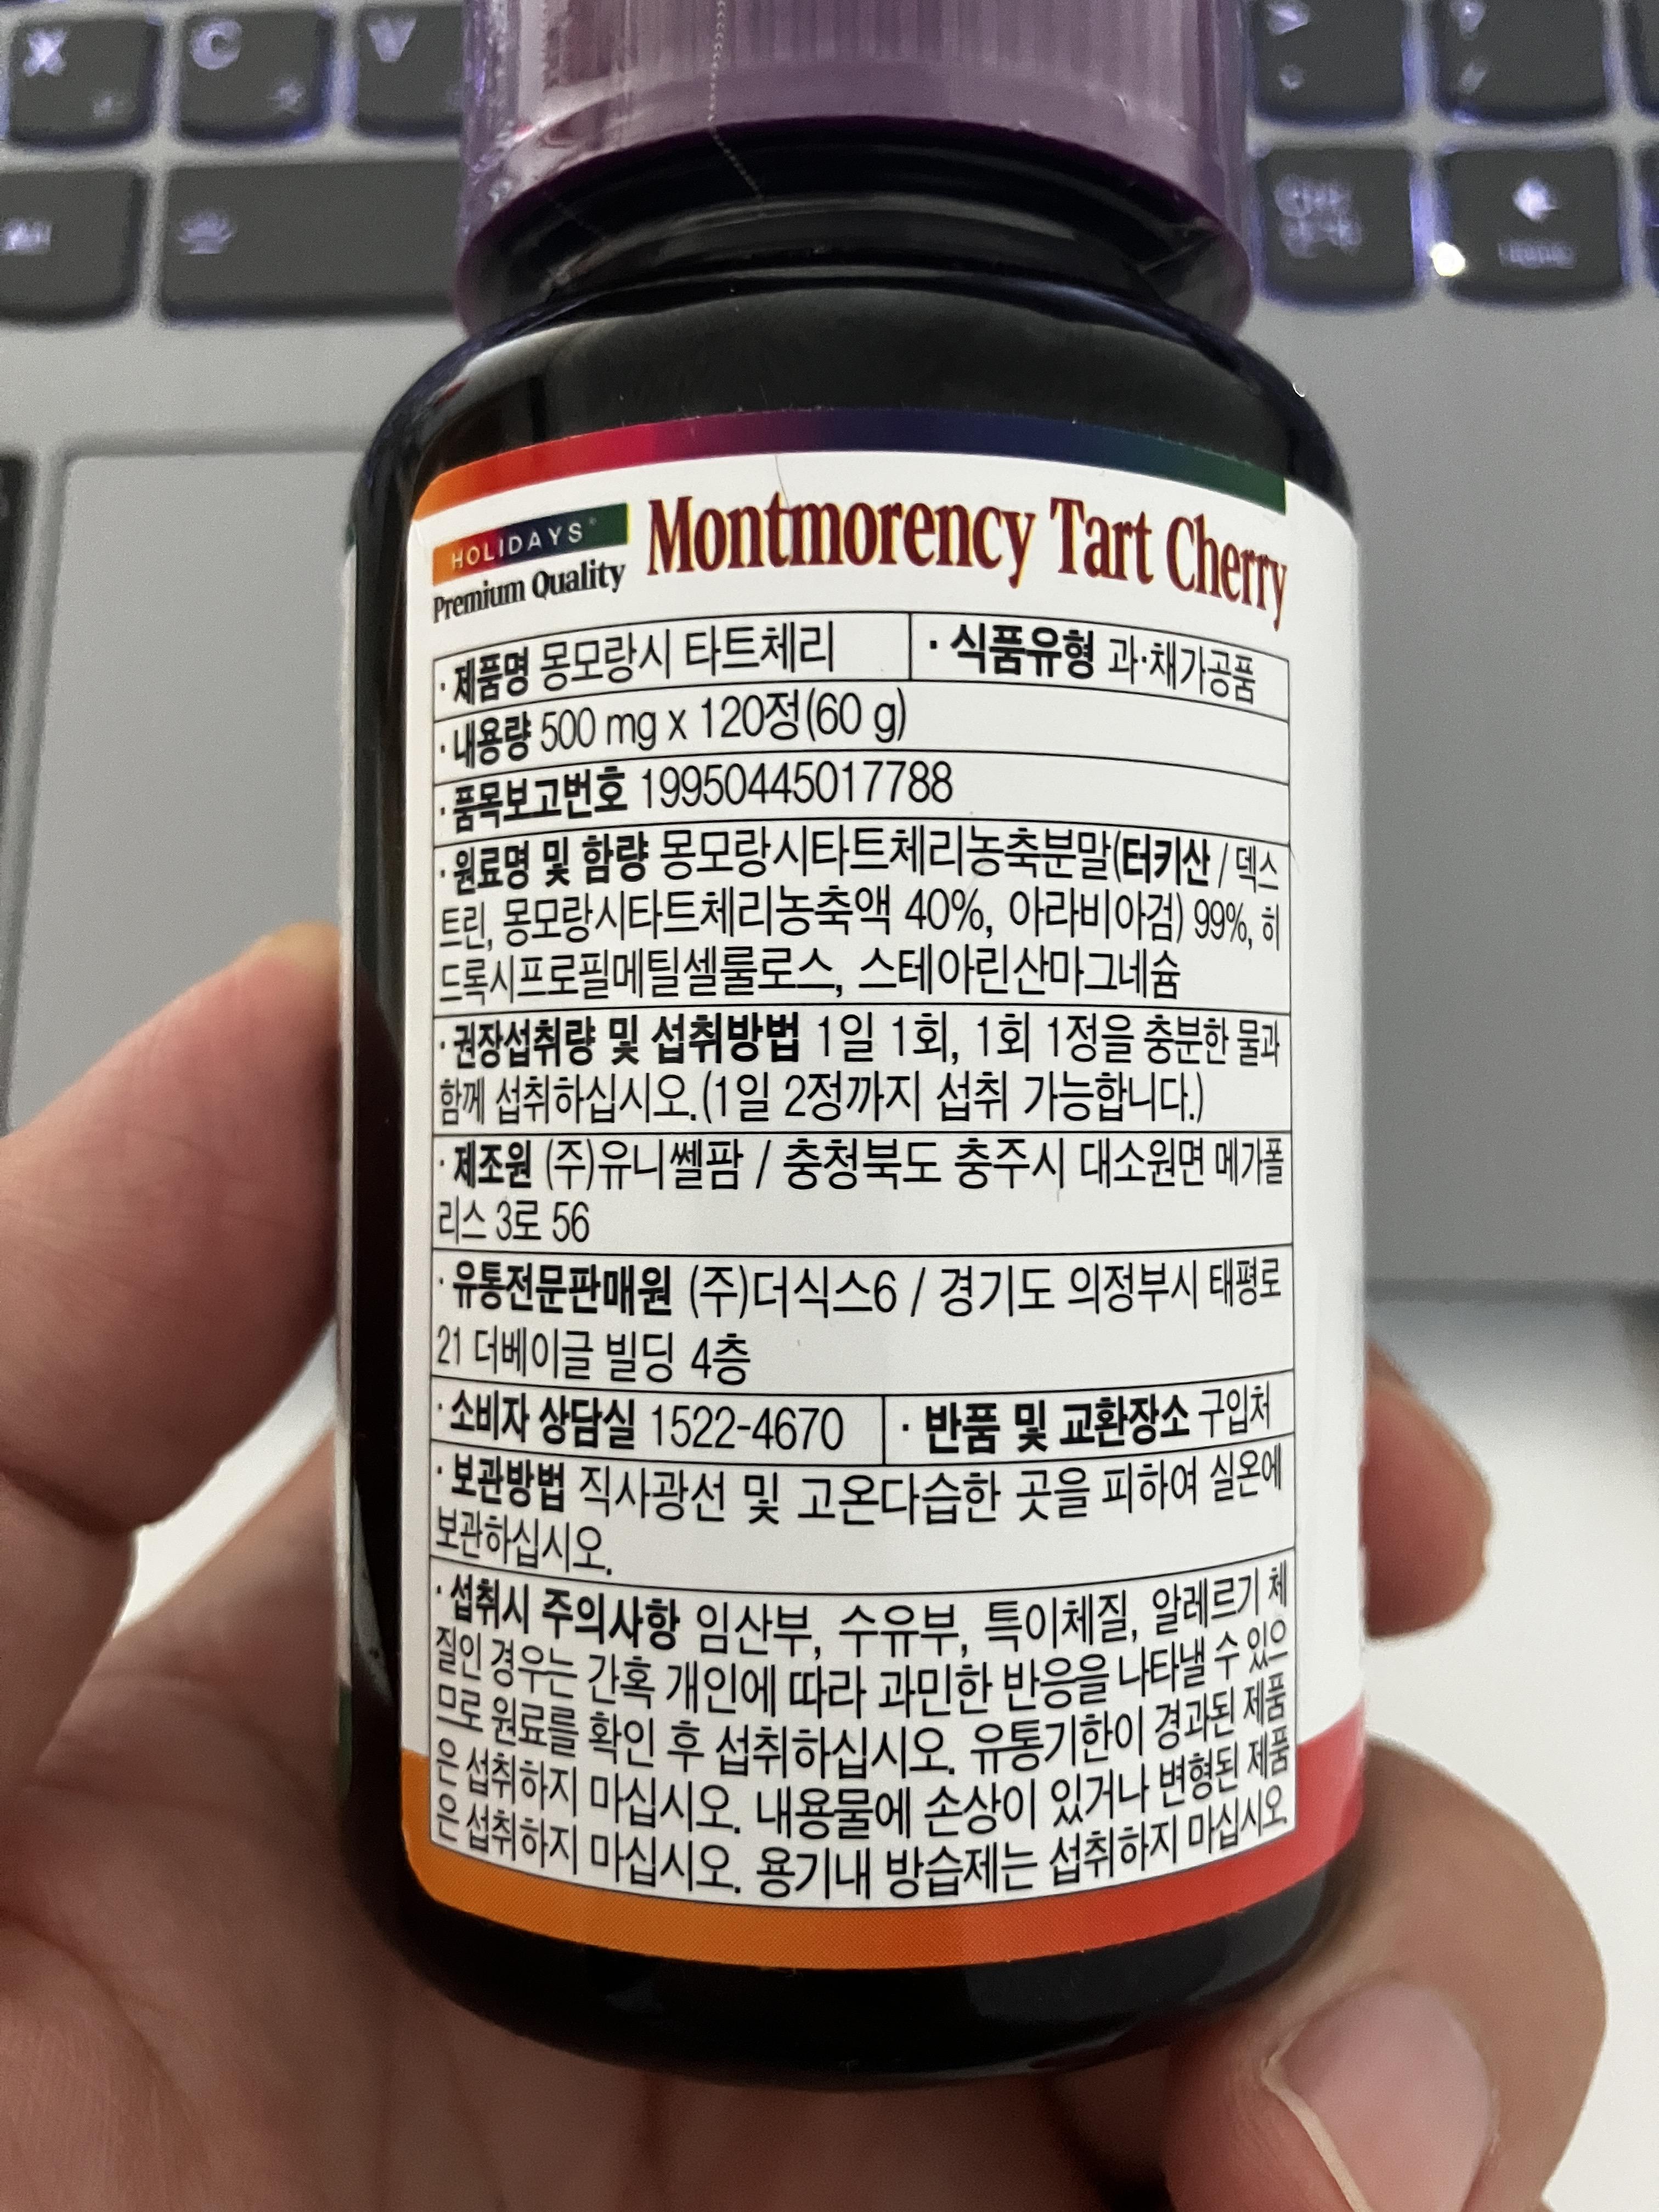 X C V
HOLIDAYS®
Premium Quality
Montmorency Tart Cherry
· 제품명 몽모랑시 타트체리 · 식품유형 과·채가공품
· 내용량 500 mg x 120정(60 g)
· 품목보고번호 19950445017788
· 원료명 및 함량 몽모랑시타트체리농축분말(터키산 / 덱스
트린, 몽모랑시타트체리농축액 40%, 아라비아검) 99%, 히
드록시프로필메틸셀룰로스, 스테아린산마그네슘
· 권장섭취량 및 섭취방법 1일 1회, 1회 1정을 충분한 물과
함께 섭취하십시오.(1일 2정까지 섭취 가능합니다.)
· 제조원 (주)유니쎌팜 / 충청북도 충주시 대소원면 메가폴
리스 3로 56
· 유통전문판매원 (주)더식스6 / 경기도 의정부시 태평로
21 더베이글 빌딩 4층
· 소비자 상담실 1522-4670 · 반품 및 교환장소 구입처
· 보관방법 직사광선 및 고온다습한 곳을 피하여 실온에
보관하십시오.
· 섭취시 주의사항 임산부, 수유부, 특이체질, 알레르기 체
질인 경우는 간혹 개인에 따라 과민한 반응을 나타낼 수 있으
므로 원료를 확인 후 섭취하십시오. 유통기한이 경과된 제품
은 섭취하지 마십시오. 내용물에 손상이 있거나 변형된 제품
은 섭취하지 마십시오. 용기내 방습제는 섭취하지 마십시오.